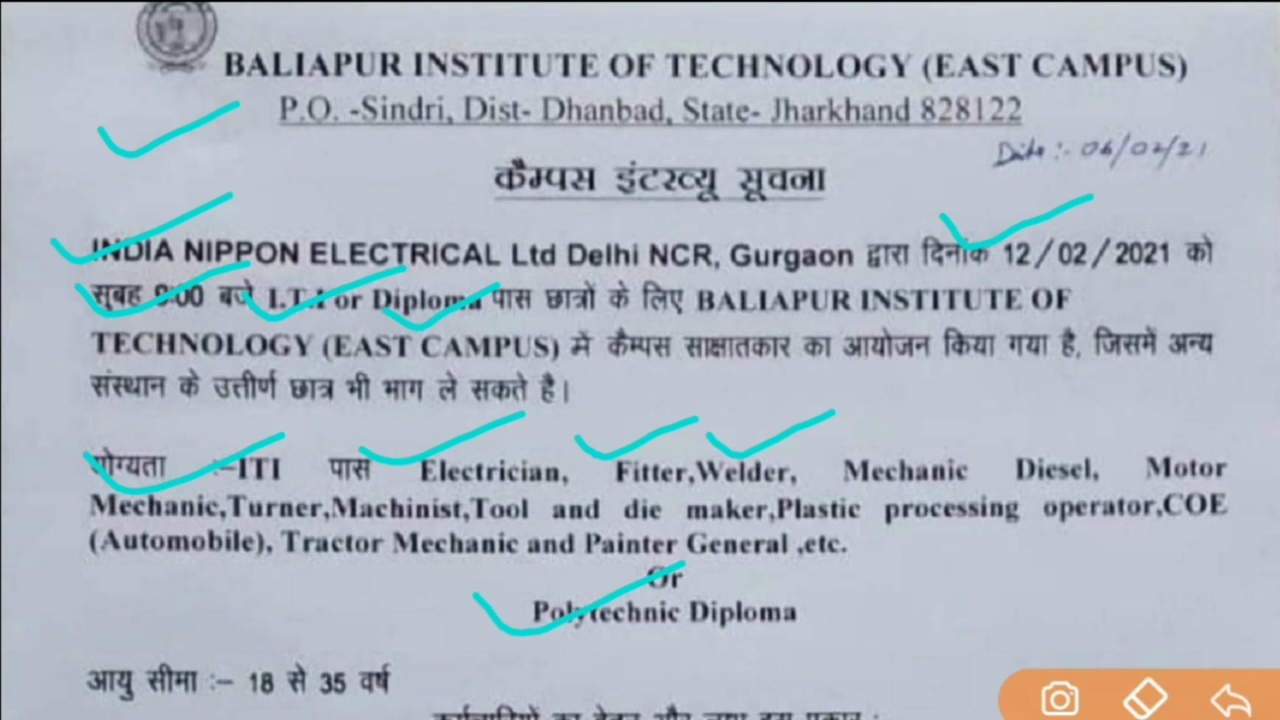 BALIAPUR INSTITUTE OF TECHNOLOGY (EAST CAMPUS)
P.O. -Sindri, Dist- Dhanbad, State- Jharkhand 828122
Date :- 06/02/21
कैम्पस इंटरव्यू सूचना
INDIA NIPPON ELECTRICAL Ltd Delhi NCR, Gurgaon द्वारा दिनांक 12/02/2021 को
सुबह 9:00 बजे I.T.I or Diploma पास छात्रों के लिए BALIAPUR INSTITUTE OF
TECHNOLOGY (EAST CAMPUS) में कैम्पस साक्षातकार का आयोजन किया गया है, जिसमें अन्य
संस्थान के उत्तीर्ण छात्र भी भाग ले सकते है।
योग्यता :–ITI पास Electrician, Fitter,Welder, Mechanic Diesel, Motor
Mechanic,Turner,Machinist,Tool and die maker,Plastic processing operator,COE
(Automobile), Tractor Mechanic and Painter General ,etc.
Or
Polytechnic Diploma
आयु सीमा :– 18 से 35 वर्ष